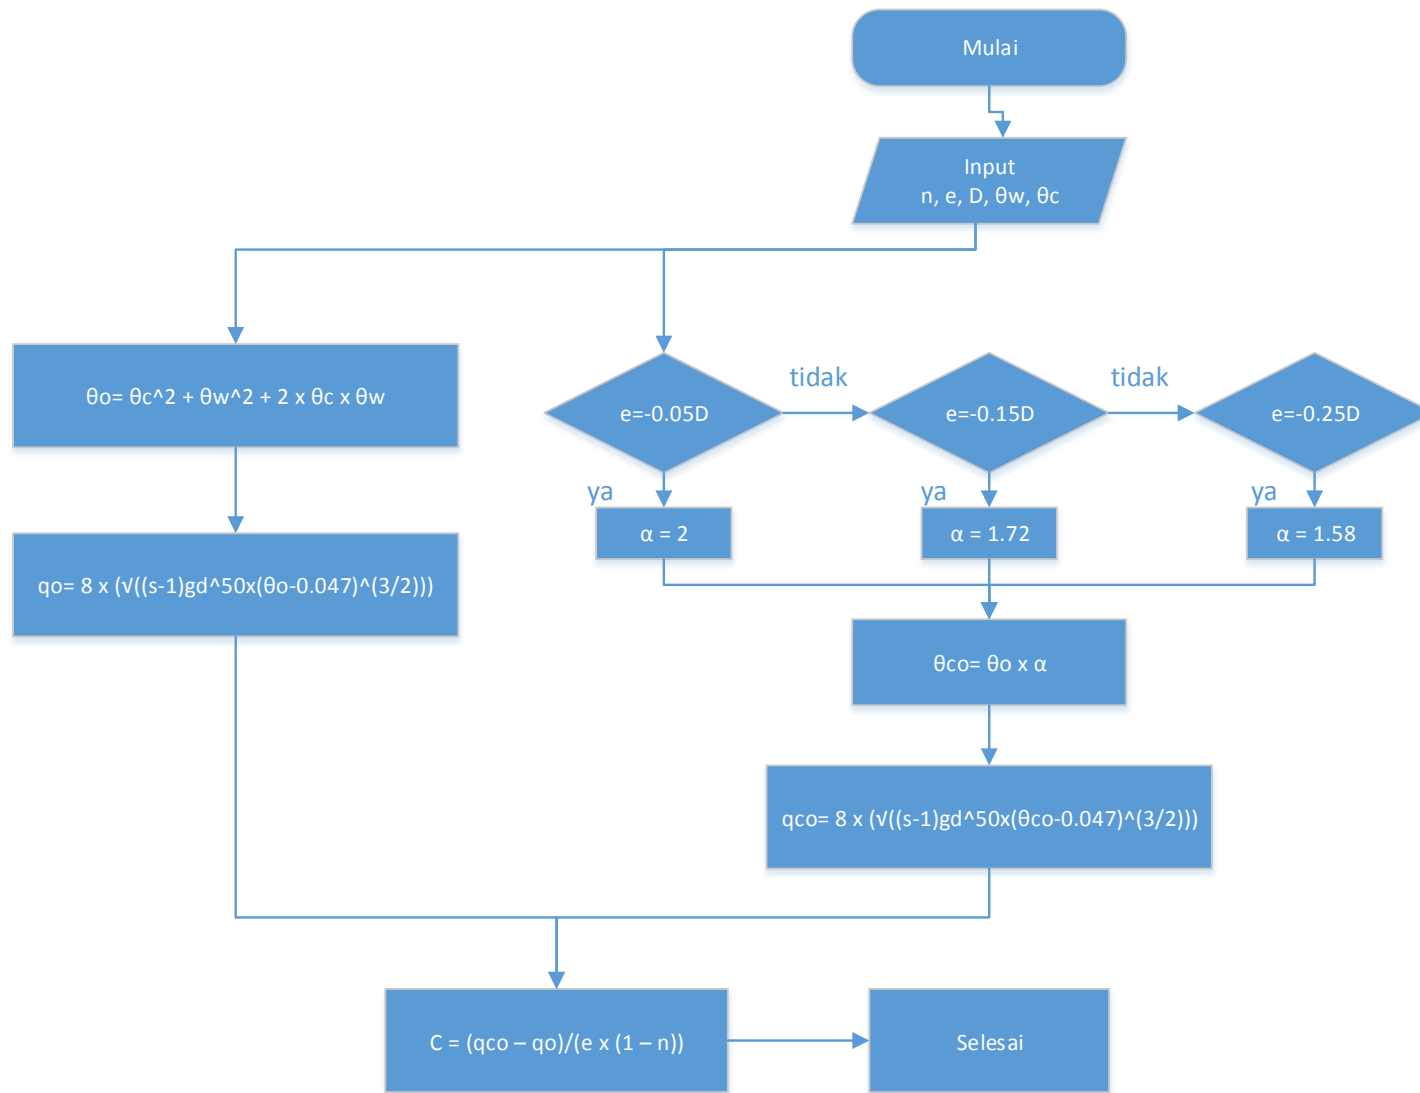 Mulai
Input
n, e, D, θw, θc
θo= θc^2 + θw^2 + 2 x θc x θw
tidak
tidak
e=-0.05D
e=-0.15D
e=-0.25D
ya
ya
ya
α = 2
α = 1.72
α = 1.58
qo= 8 x (√((s-1)gd^50x(θo-0.047)^(3/2)))
θco= θo x α
qco= 8 x (√((s-1)gd^50x(θco-0.047)^(3/2)))
C = (qco – qo)/(e x (1 – n))
Selesai